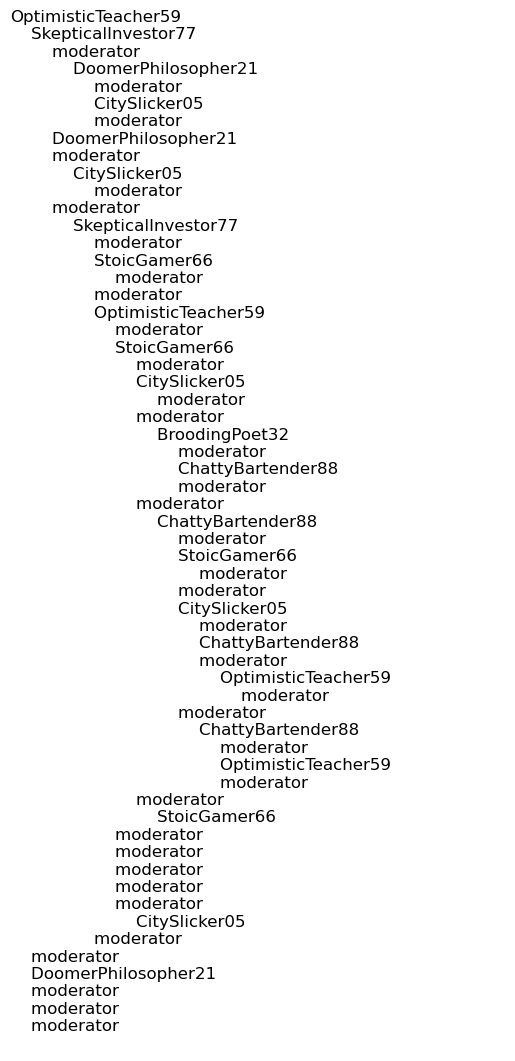 OptimisticTeacher59
SkepticalInvestor77
moderator
DoomerPhilosopher21
moderator
CitySlicker05
moderator
DoomerPhilosopher21
moderator
CitySlicker05
moderator
moderator
SkepticalInvestor77
moderator
StoicGamer66
moderator
moderator
OptimisticTeacher59
moderator
StoicGamer66
moderator
CitySlicker05
moderator
moderator
BroodingPoet32
moderator
ChattyBartender88
moderator
moderator
ChattyBartender88
moderator
StoicGamer66
moderator
moderator
CitySlicker05
moderator
ChattyBartender88
moderator
OptimisticTeacher59
moderator
moderator
ChattyBartender88
moderator
OptimisticTeacher59
moderator
moderator
StoicGamer66
moderator
moderator
moderator
moderator
moderator
CitySlicker05
moderator
moderator
DoomerPhilosopher21
moderator
moderator
moderator